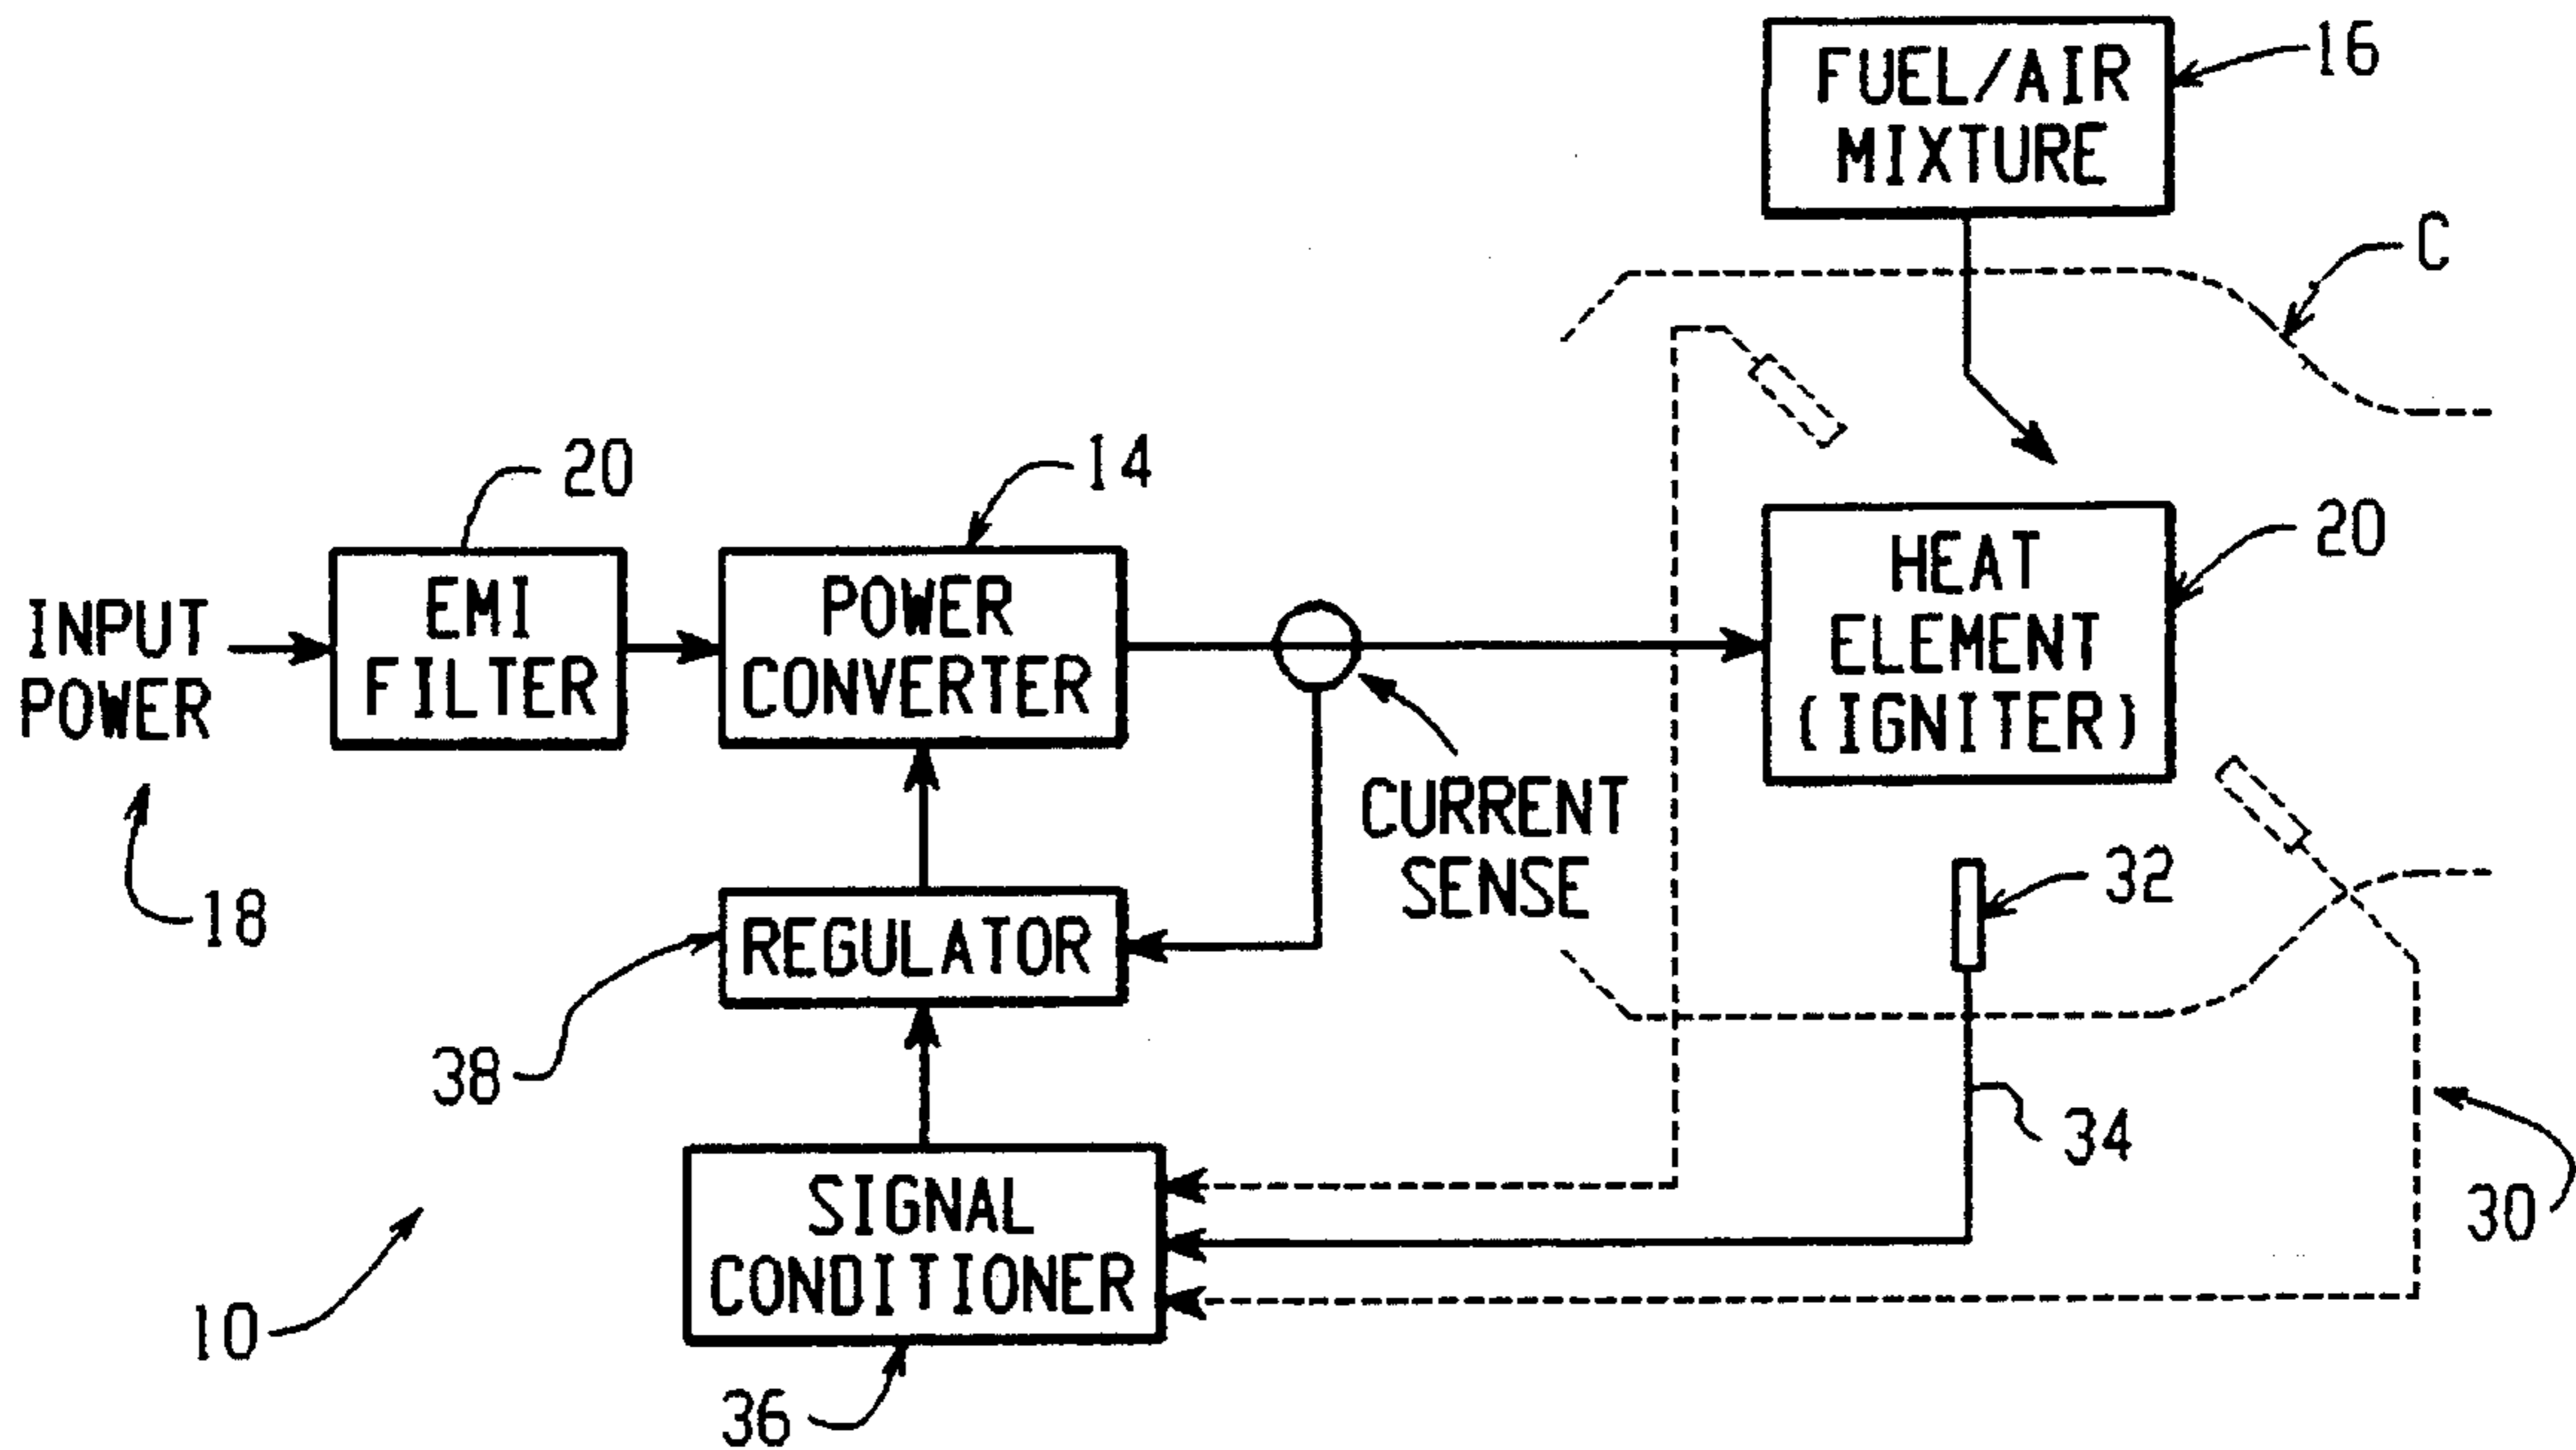 FUEL/AIR
MIXTURE
16
C
20
14
INPUT
POWER
EMI
FILTER
POWER
CONVERTER
HEAT
ELEMENT
(IGNITER)
20
CURRENT
SENSE
18
REGULATOR
32
38
34
SIGNAL
CONDITIONER
30
10
36